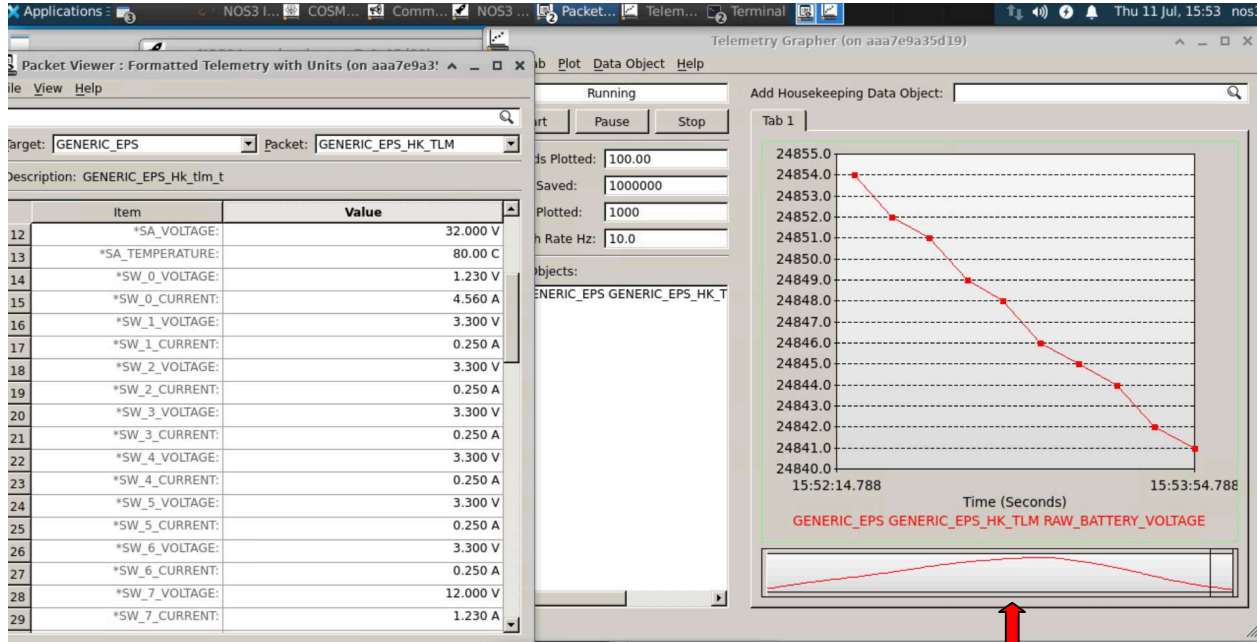 Applications
3
NOS3 I...
COSM...
Comm...
NOS3 ...
2
Packet...
Telem...
2
Terminal
Thu 11 Jul, 15:53
nos3
Packet Viewer : Formatted Telemetry with Units (on aaa7e9a3
ile View Help
Target: GENERIC_EPS
Packet: GENERIC_EPS_HK_TLM
Description: GENERIC_EPS_Hk_tlm_t
Item Value
12 *SA_VOLTAGE: 32.000 V
13 *SA_TEMPERATURE: 80.00 C
14 *SW_0_VOLTAGE: 1.230 V
15 *SW_0_CURRENT: 4.560 A
16 *SW_1_VOLTAGE: 3.300 V
17 *SW_1_CURRENT: 0.250 A
18 *SW_2_VOLTAGE: 3.300 V
19 *SW_2_CURRENT: 0.250 A
20 *SW_3_VOLTAGE: 3.300 V
21 *SW_3_CURRENT: 0.250 A
22 *SW_4_VOLTAGE: 3.300 V
23 *SW_4_CURRENT: 0.250 A
24 *SW_5_VOLTAGE: 3.300 V
25 *SW_5_CURRENT: 0.250 A
26 *SW_6_VOLTAGE: 3.300 V
27 *SW_6_CURRENT: 0.250 A
28 *SW_7_VOLTAGE: 12.000 V
29 *SW_7_CURRENT: 1.230 A
Telemetry Grapher (on aaa7e9a35d19)
ab Plot Data Object Help
Running
art Pause Stop
ds Plotted: 100.00
Saved: 1000000
Plotted: 1000
h Rate Hz: 10.0
Objects:
ENERIC_EPS GENERIC_EPS_HK_T
Add Housekeeping Data Object:
Tab 1
24855.0
24854.0
24853.0
24852.0
24851.0
24850.0
24849.0
24848.0
24847.0
24846.0
24845.0
24844.0
24843.0
24842.0
24841.0
24840.0
15:52:14.788 15:53:54.788
Time (Seconds)
GENERIC_EPS GENERIC_EPS_HK_TLM RAW_BATTERY_VOLTAGE